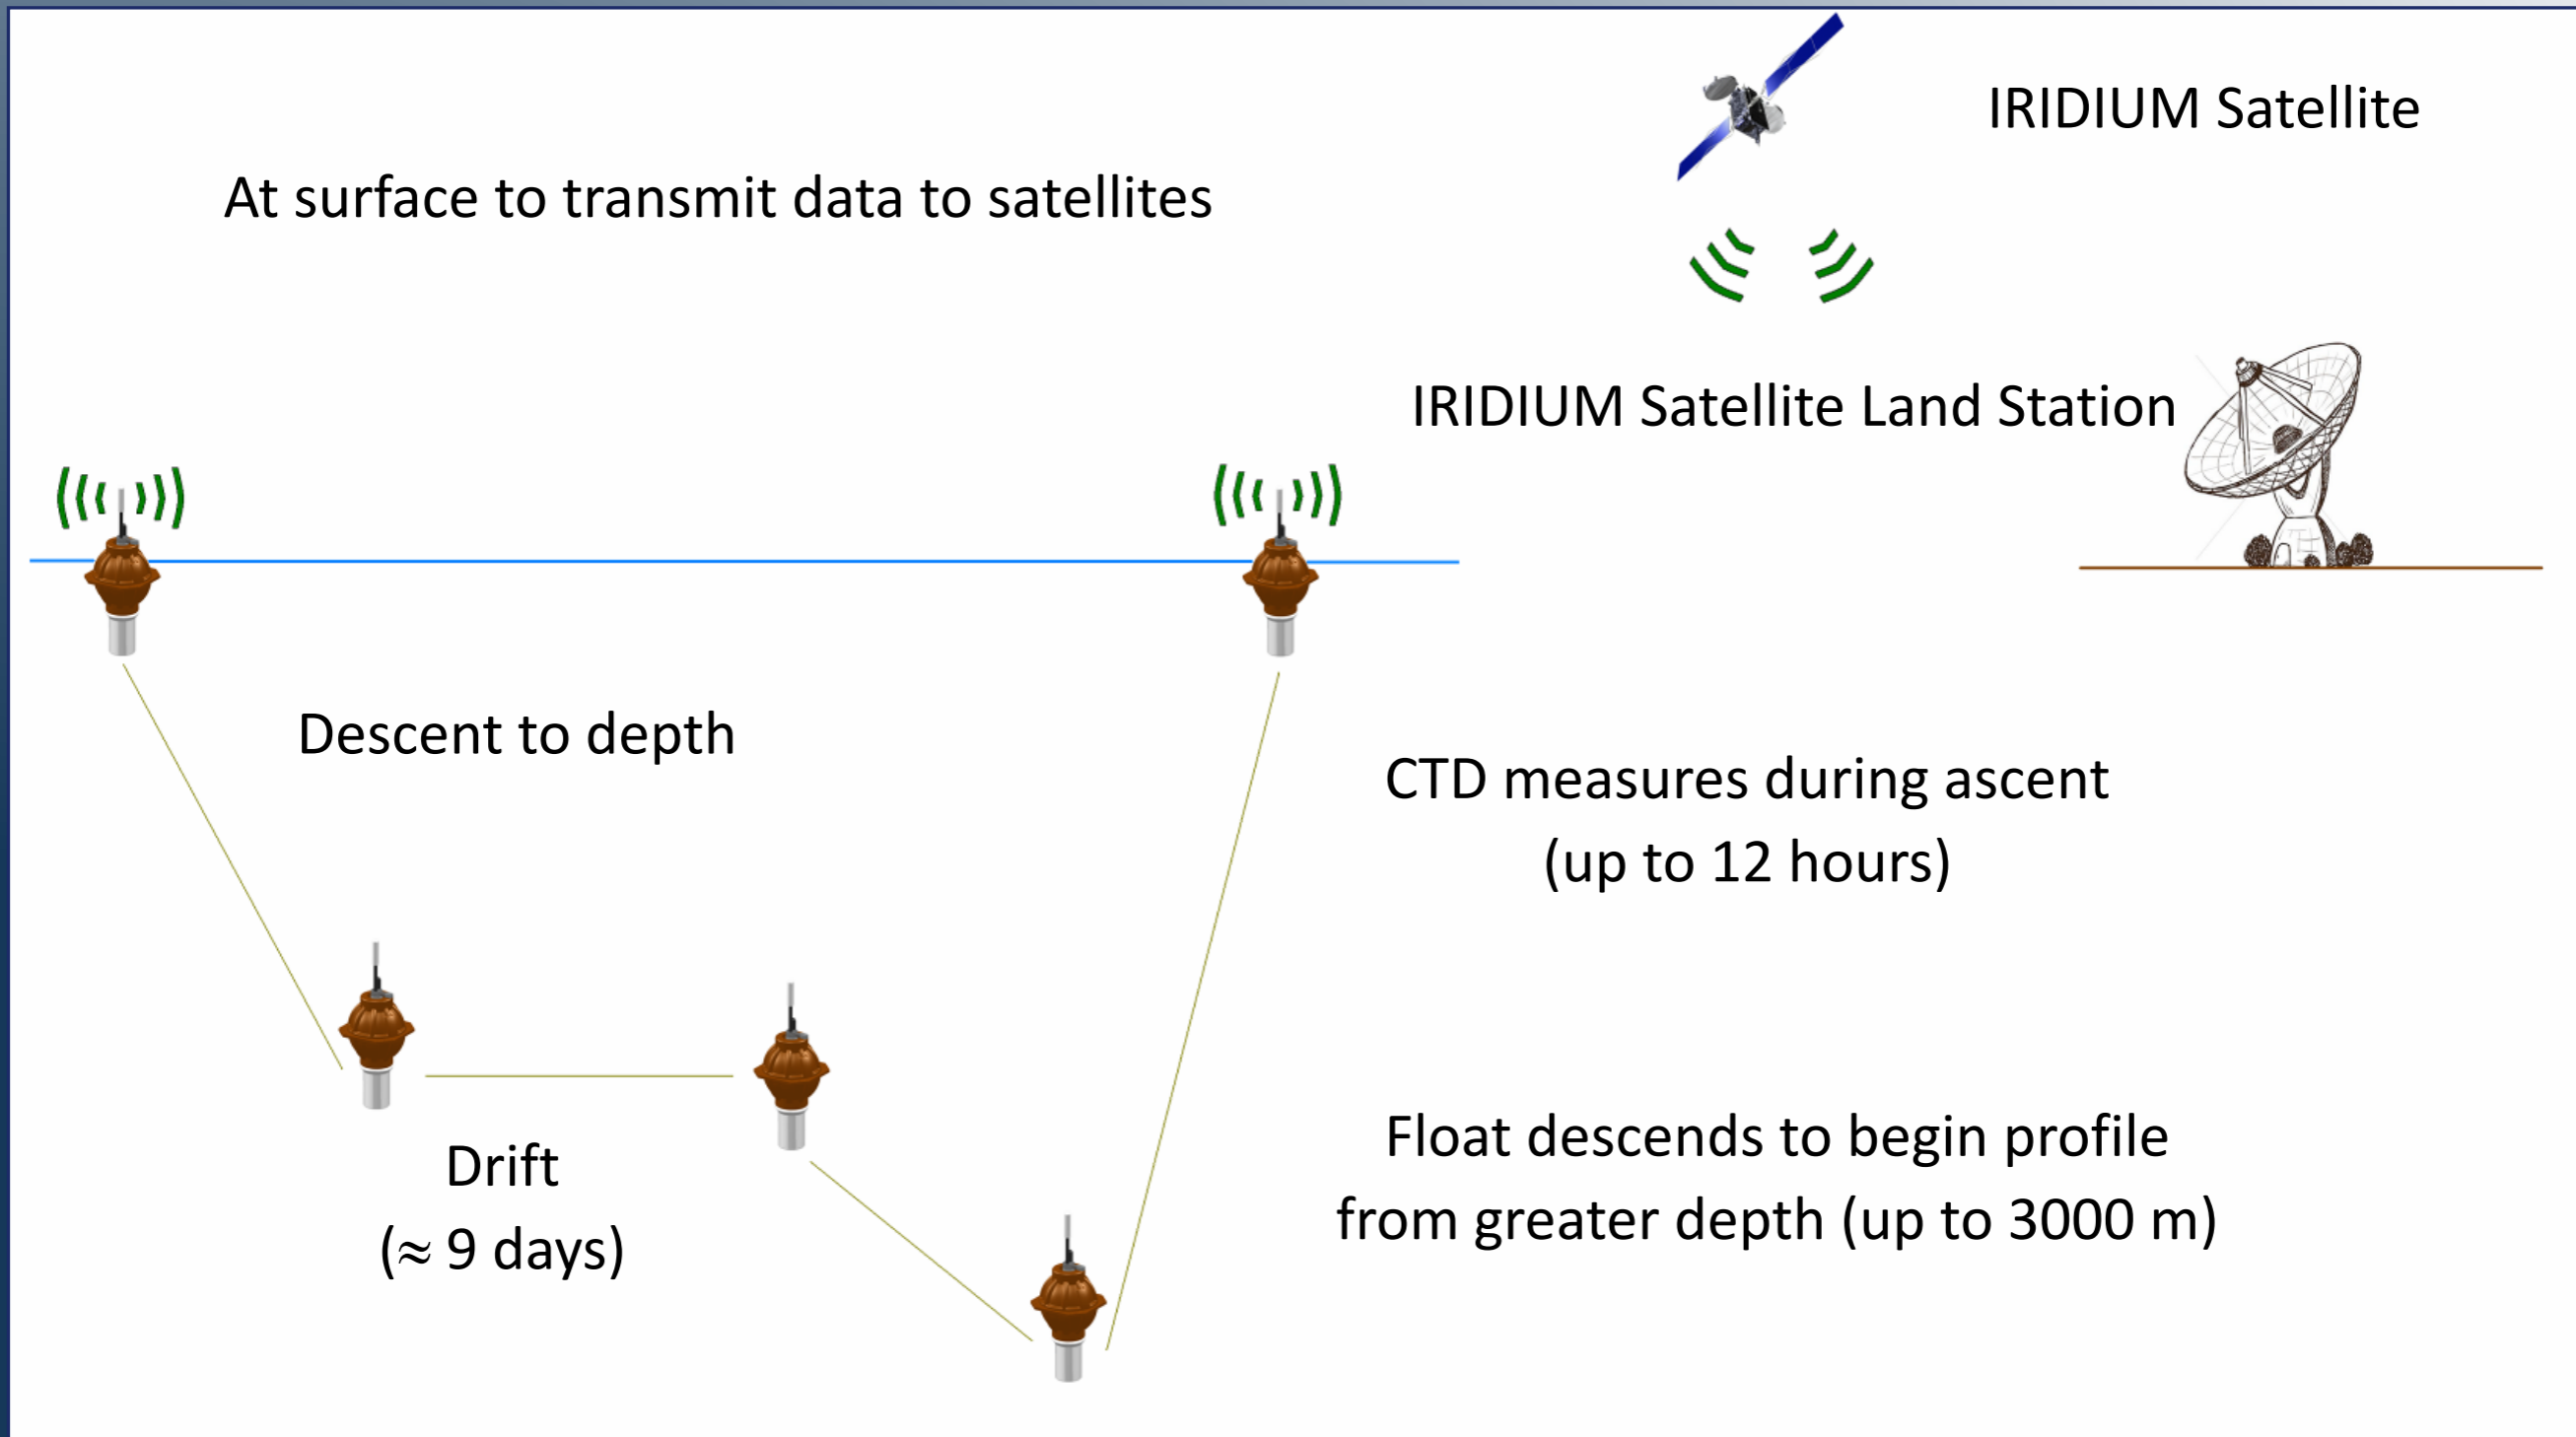 IRIDIUM Satellite
At surface to transmit data to satellites
IRIDIUM Satellite Land Station
Descent to depth
CTD measures during ascent
(up to 12 hours)
Drift
(≈ 9 days)
Float descends to begin profile
from greater depth (up to 3000 m)